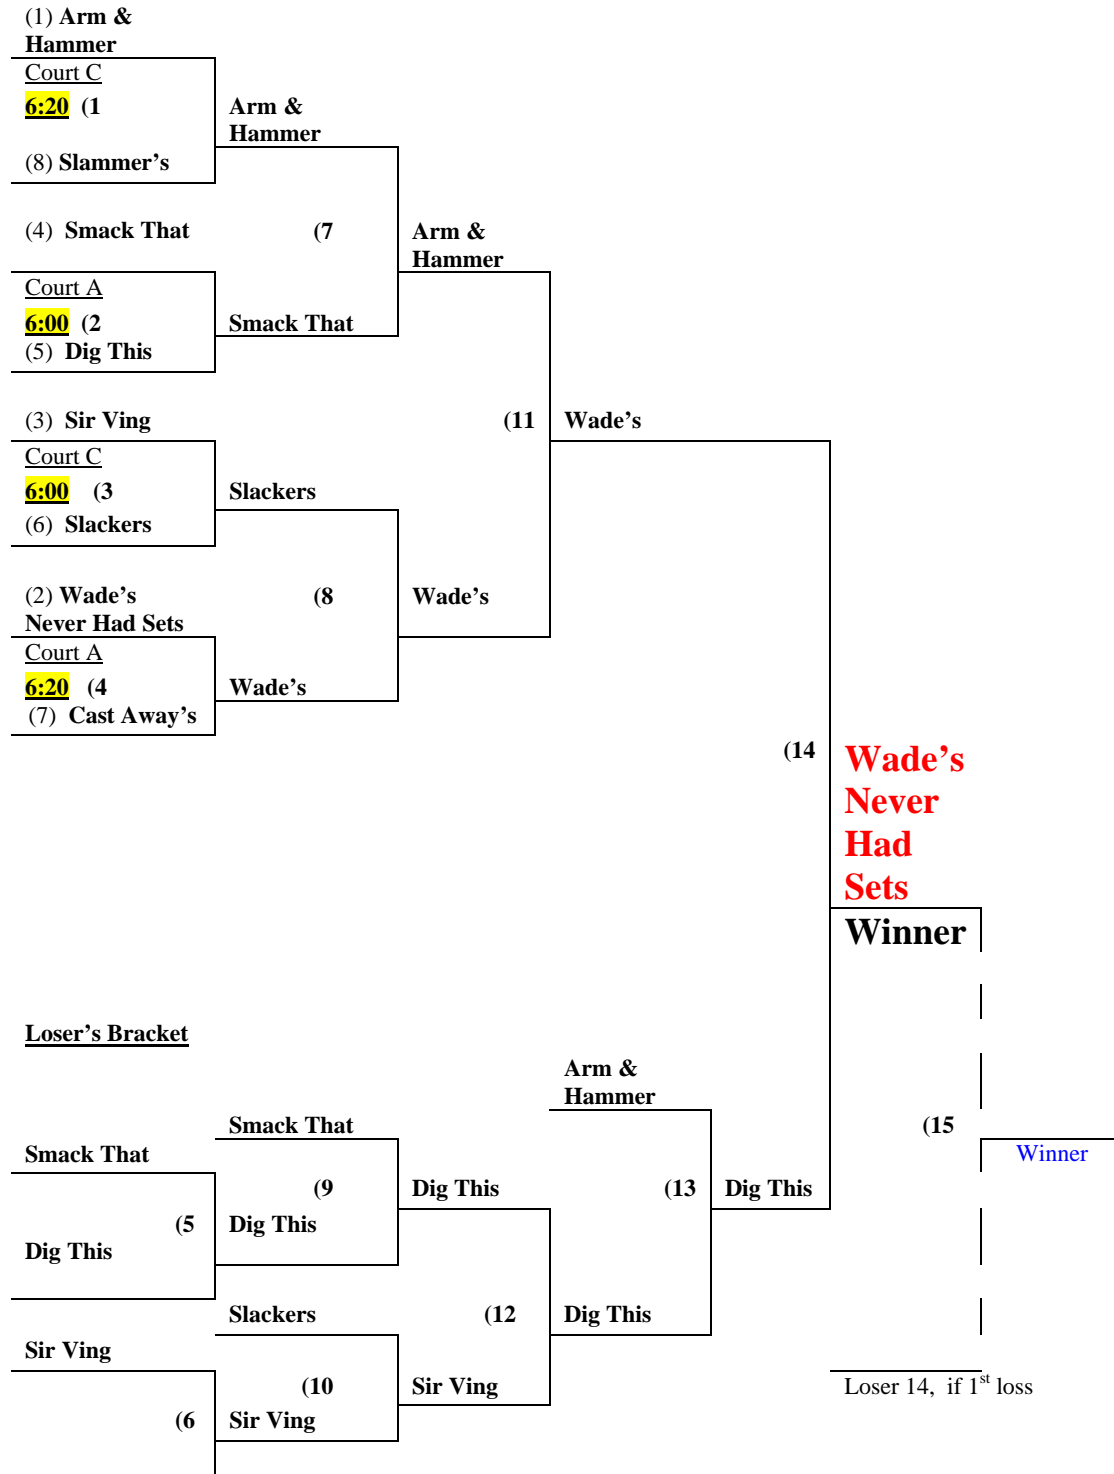 (1) Arm &
Hammer
Court C
6:20 (1
Arm &
Hammer
(8) Slammer's
(4) Smack That
(7
Arm &
Hammer
Court A
6:00 (2
Smack That
(5) Dig This
(3) Sir Ving
(11
Wade's
Court C
6:00 (3
Slackers
(6) Slackers
(2) Wade's
Never Had Sets
(8
Wade's
Court A
6:20 (4
Wade's
(7) Cast Away's
(14
Wade's
Never
Had
Sets
Winner
Loser's Bracket
Arm &
Hammer
Smack That
(15
Smack That
Winner
(9
Dig This
(13
Dig This
(5
Dig This
Dig This
Slackers
(12
Dig This
Sir Ving
(10
Sir Ving
Loser 14, if 1st loss
(6
Sir Ving